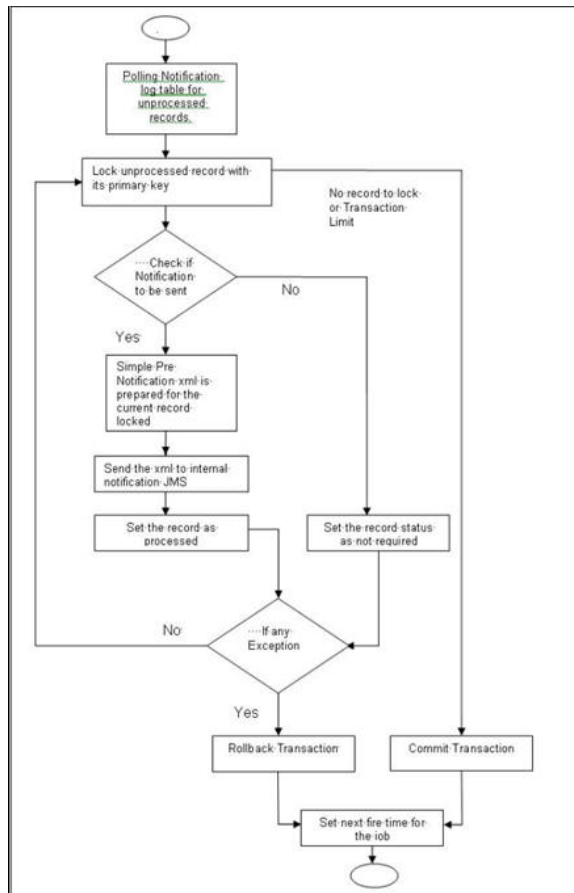 Polling Notification
log table for
unprocessed
records.
Lock unprocessed record with
its primary key
No record to lock
or Transaction
Limit
Check if
Notification
to be sent
No
Yes
Simple Pre
Notification xml is
prepared for the
current record
locked
Send the xml to internal
notification JMS
Set the record as
processed
Set the record status
as not required
No
If any
Exception
Yes
Rollback Transaction
Commit Transaction
Set next fire time for
the job